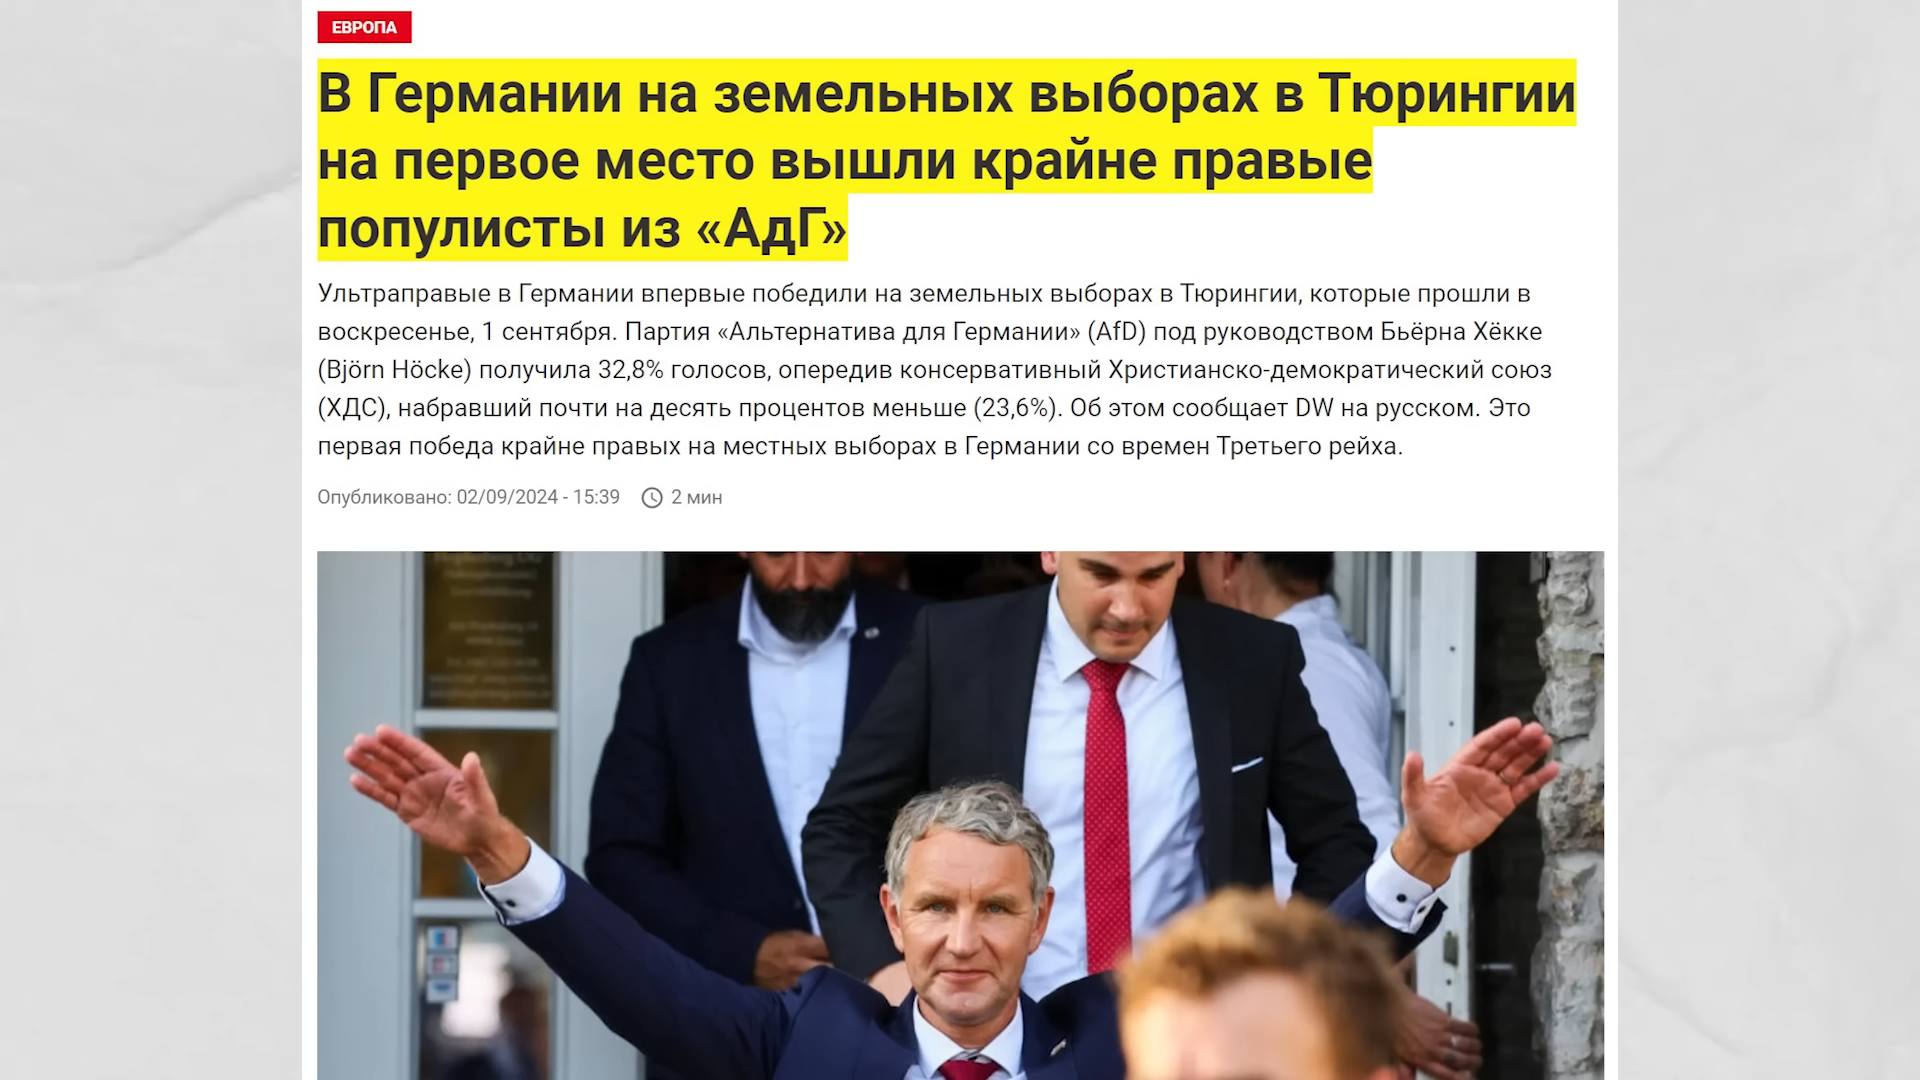 ЕВРОПА
В Германии на земельных выборах в Тюрингии
на первое место вышли крайне правые
популисты из «АдГ»
Ультраправые в Германии впервые победили на земельных выборах в Тюрингии, которые прошли в
воскресенье, 1 сентября. Партия «Альтернатива для Германии» (AfD) под руководством Бьёрна Хёкке
(Björn Höcke) получила 32,8% голосов, опередив консервативный Христианско-демократический союз
(ХДС), набравший почти на десять процентов меньше (23,6%). Об этом сообщает DW на русском. Это
первая победа крайне правых на местных выборах в Германии со времен Третьего рейха.
Опубликовано: 02/09/2024 - 15:39 2 мин